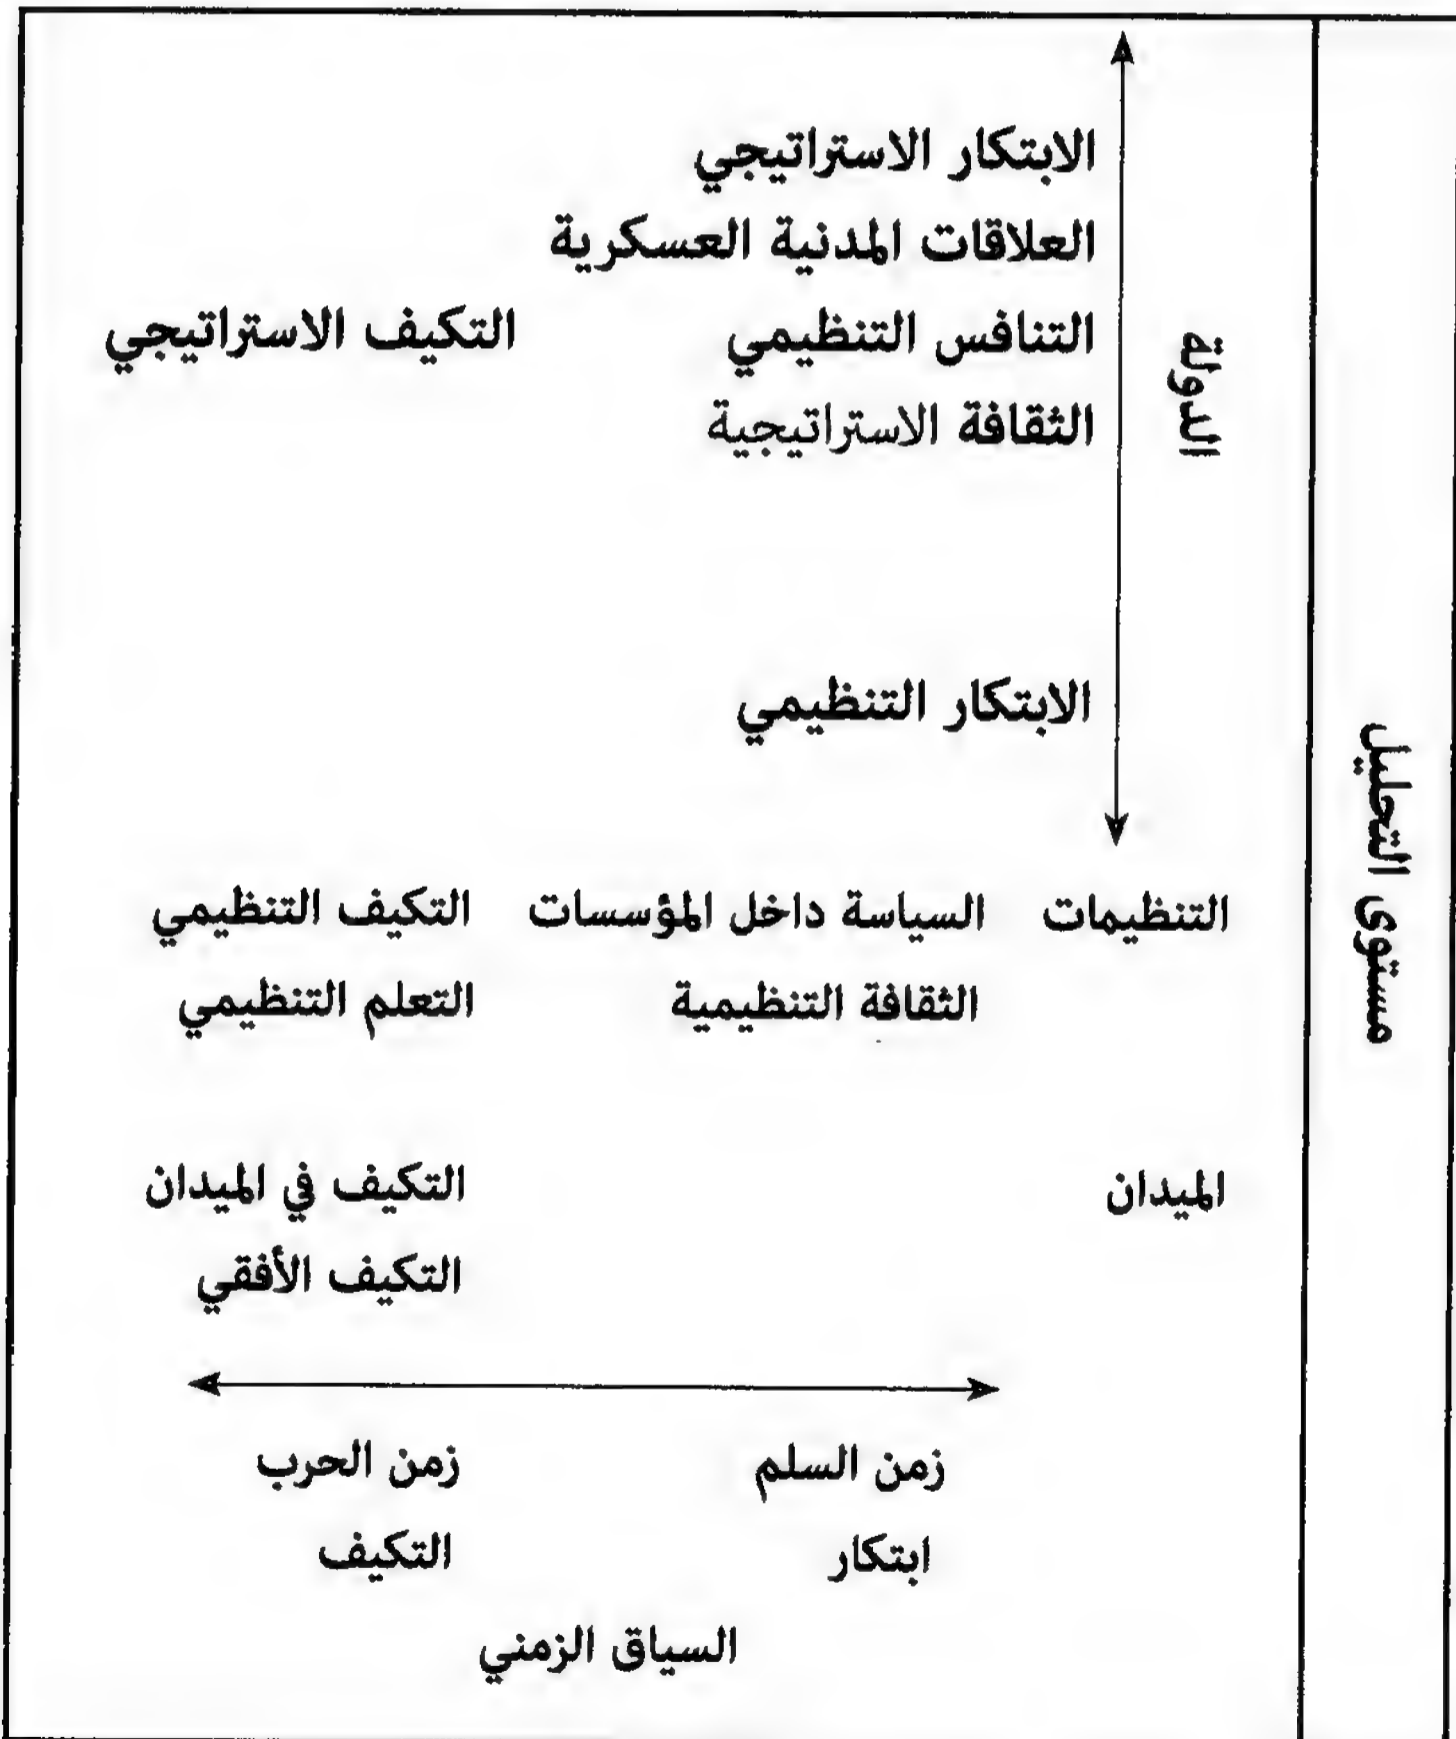 مستوى التحليل
الدولة
الابتكار الاستراتيجي
العلاقات المدنية العسكرية
التنافس التنظيمي التكيف الاستراتيجي
الثقافة الاستراتيجية
الابتكار التنظيمي
التنظيمات السياسة داخل المؤسسات التكيف التنظيمي
الثقافة التنظيمية التعلم التنظيمي
الميدان التكيف في الميدان
التكيف الأفقي
زمن السلم زمن الحرب
ابتكار التكيف
السياق الزمني